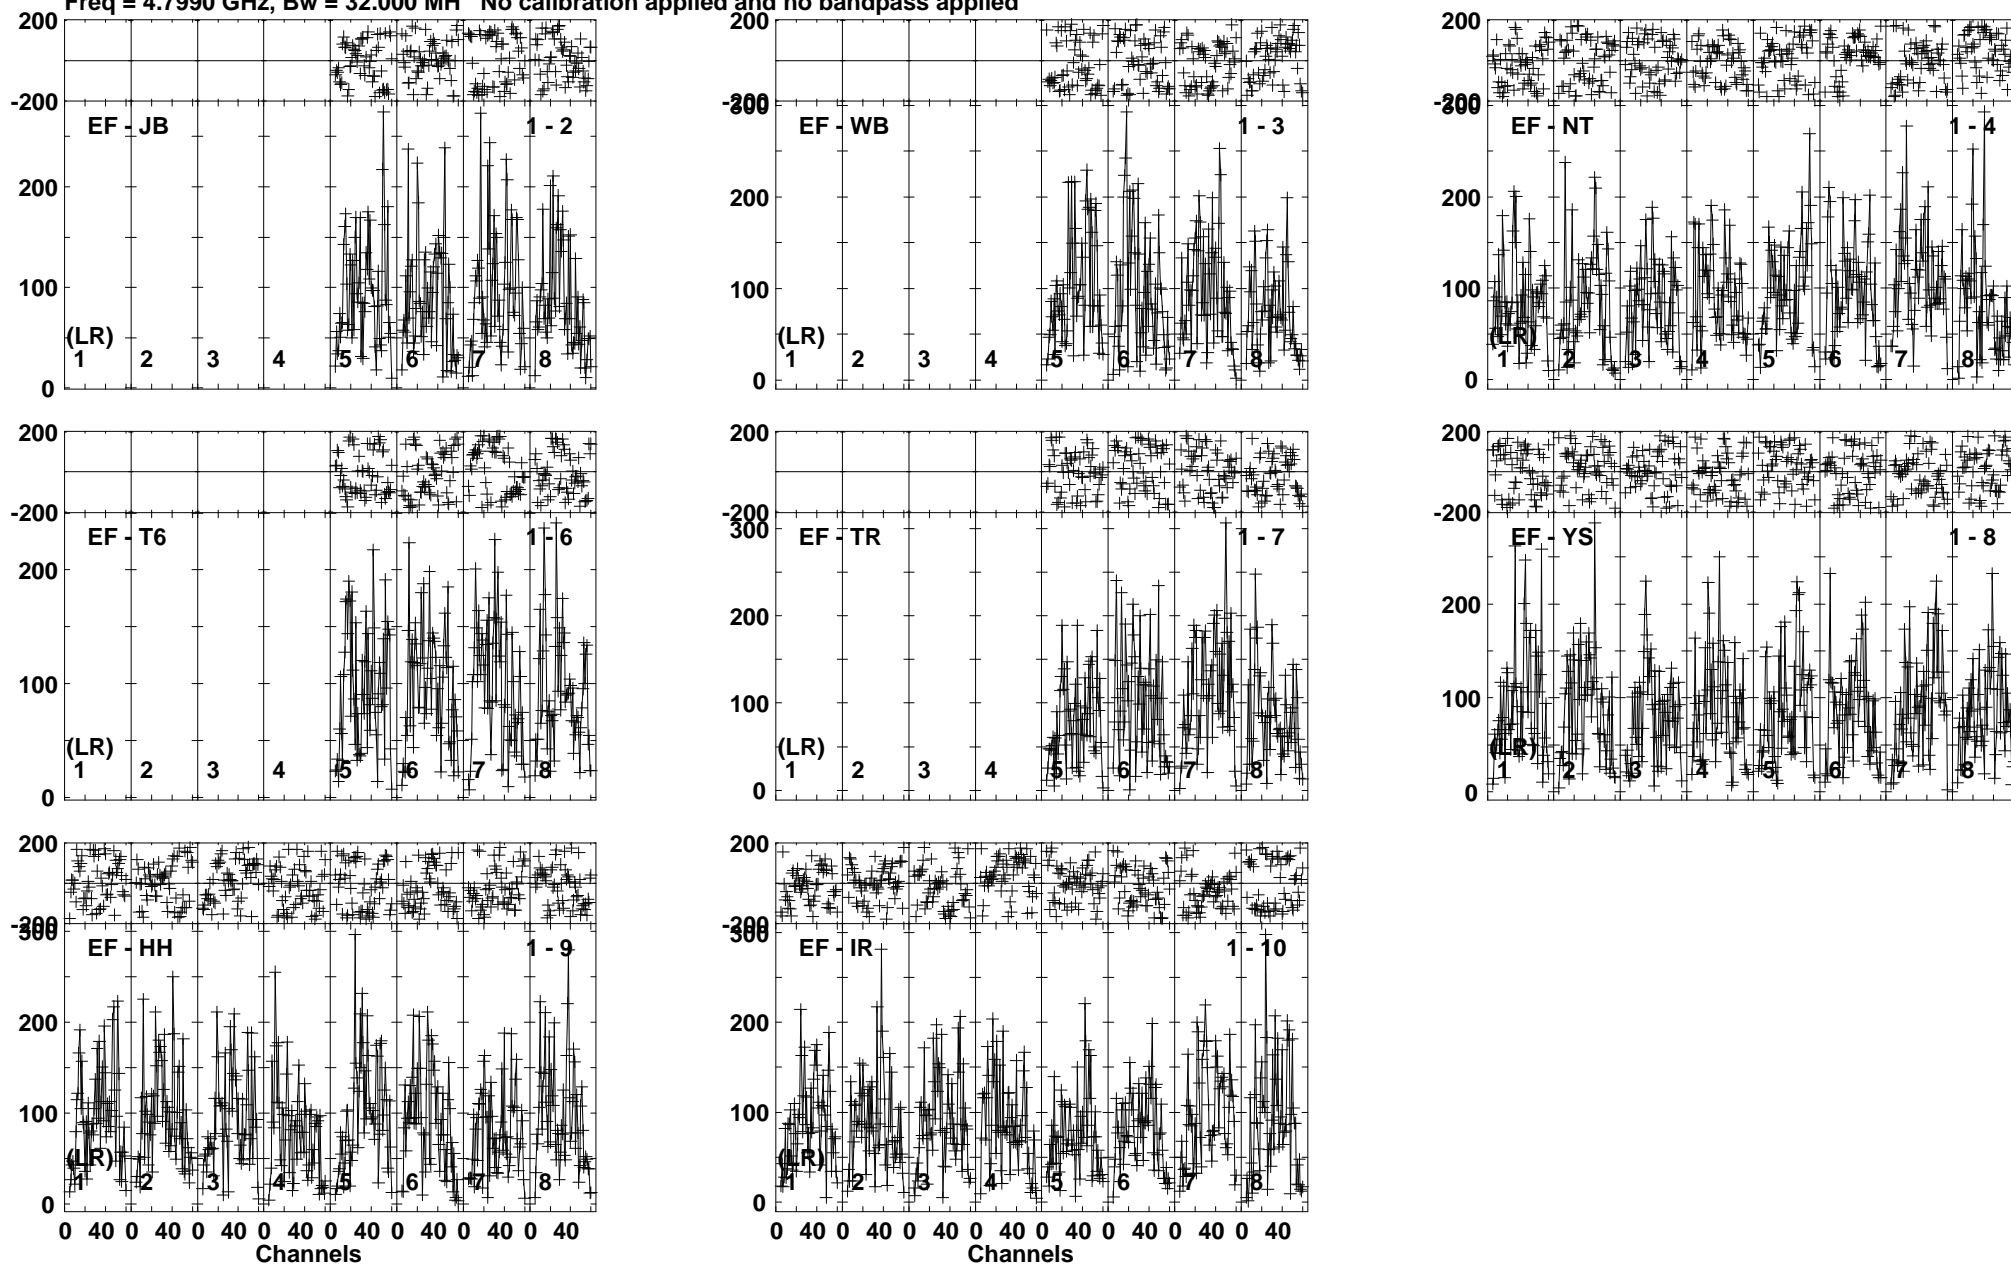 Freq = 4.7990 GHz, Bw = 32.000 MH No calibration applied and no bandpass applied
200 200 200
-200 -200 -200
300 300
EF - JB 1 - 2 EF - WB 1 - 3 EF - NT 1 - 4
200 200 200
100 100 100
(LR) (LR) (LR)
1 2 3 4 5 6 7 8 1 2 3 4 5 6 7 8 1 2 3 4 5 6 7 8
0 0 0
200 200 200
-200 -200 -200
EF - T6 1 - 6 EF - TR 1 - 7 EF - YS 1 - 8
300
200 200 200
100 100 100
(LR) (LR) (LR)
1 2 3 4 5 6 7 8 1 2 3 4 5 6 7 8 1 2 3 4 5 6 7 8
0 0 0
200 200
-200 -200
300 300
EF - HH 1 - 9 EF - IR 1 - 10
200 200
100 100
(LR) (LR)
1 2 3 4 5 6 7 8 1 2 3 4 5 6 7 8
0 0
0 40 0 40 0 40 0 40 0 40 0 40 0 40 0 40 0 40 0 40 0 40 0 40 0 40 0 40 0 40 0 40
Channels Channels